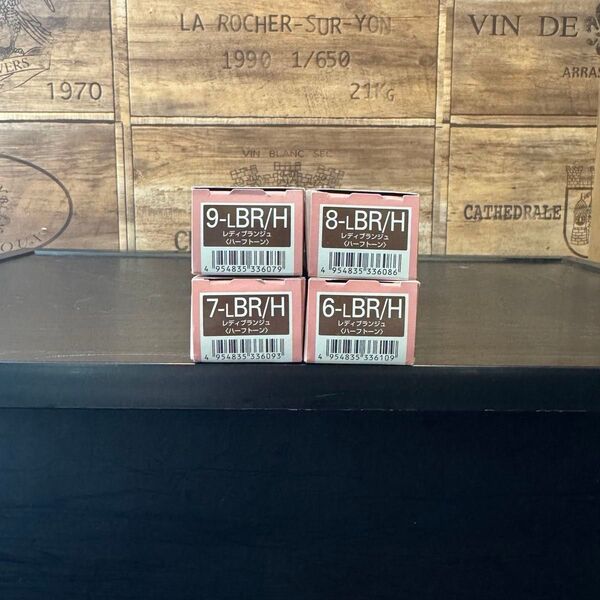 LA ROCHER-SUR-YON
1990 1/650
21KG
VERS
1970
VIN DE
ARRAS
VIN BLANC SEC
CATHEDRALE
9-LBR/H
レディブランジュ
〈ハーフトーン〉
4 954835 336079
8-LBR/H
レディブランジュ
〈ハーフトーン〉
4 954835 336086
7-LBR/H
レディブランジュ
〈ハーフトーン〉
4 954835 336093
6-LBR/H
レディブランジュ
〈ハーフトーン〉
4 954835 336109